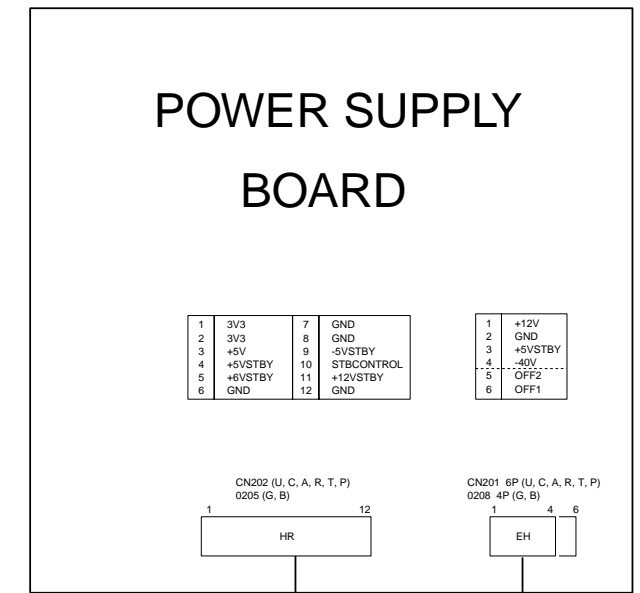 POWER SUPPLY
BOARD
1 3V3 7 GND
2 3V3 8 GND
3 +5V 9 -5VSTBY
4 +5VSTBY 10 STBCONTROL
5 +6VSTBY 11 +12VSTBY
6 GND 12 GND
1 +12V
2 GND
3 +5VSTBY
4 -40V
5 OFF2
6 OFF1
CN202 (U, C, A, R, T, P)
0205 (G, B)
1 12
HR
CN201 6P (U, C, A, R, T, P)
0208 4P (G, B)
1 4 6
EH